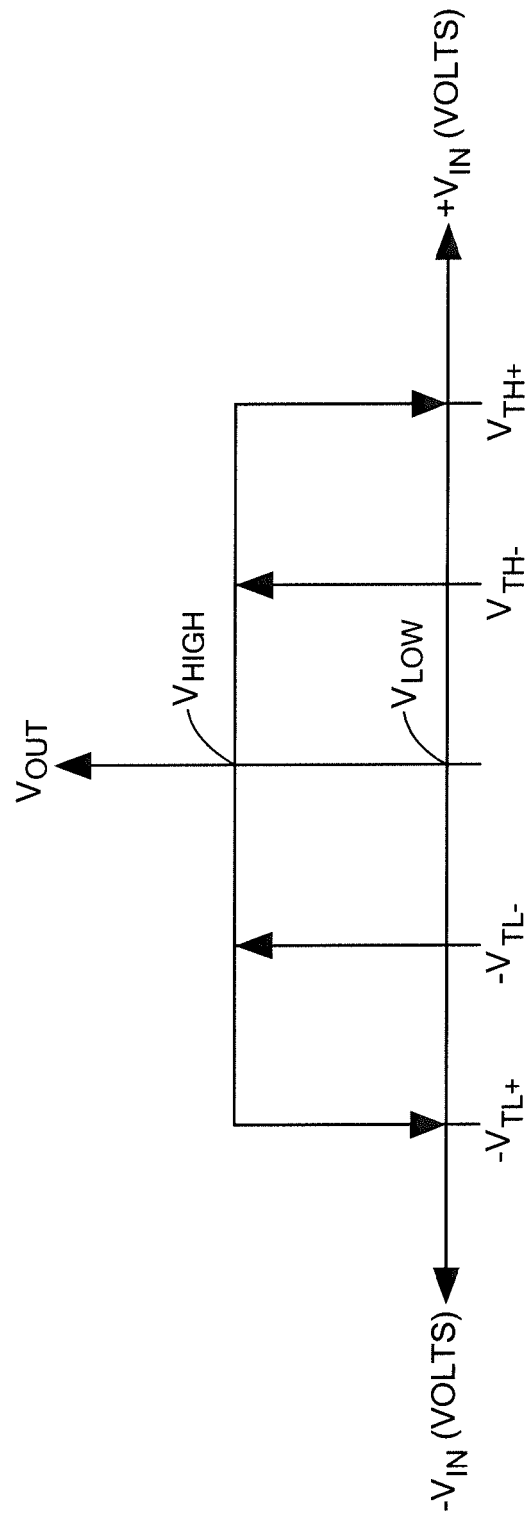 V_OUT
V_HIGH
V_LOW
-V_IN (VOLTS)
-V_TL+
-V_TL-
V_TH-
V_TH+
+V_IN (VOLTS)